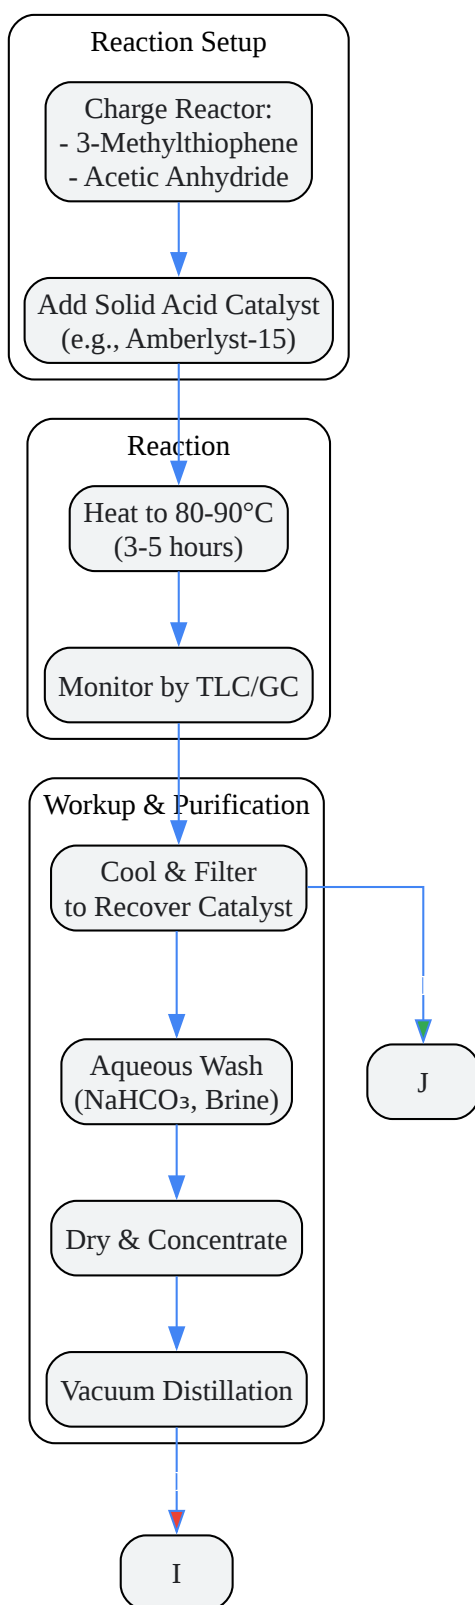 Reaction Setup
Charge Reactor:
- 3-Methylthiophene
- Acetic Anhydride
Add Solid Acid Catalyst
(e.g., Amberlyst-15)
Reaction
Heat to 80-90°C
(3-5 hours)
Monitor by TLC/GC
Workup & Purification
Cool & Filter
to Recover Catalyst
Aqueous Wash
(NaHCO₃, Brine)
J
Dry & Concentrate
Vacuum Distillation
I